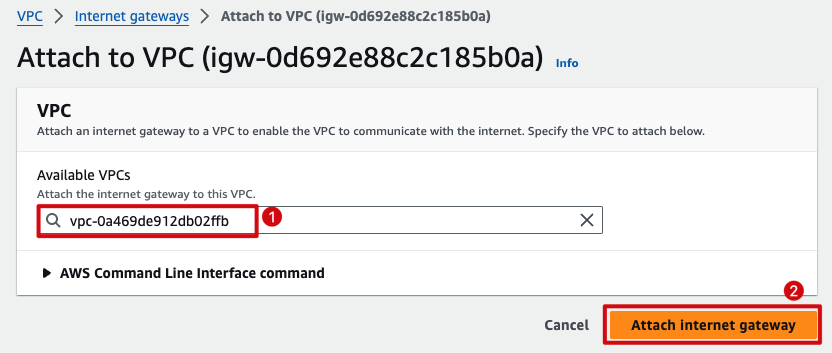 VPC > Internet gateways > Attach to VPC (igw-0d692e88c2c185b0a)
Attach to VPC (igw-0d692e88c2c185b0a) Info
VPC
Attach an internet gateway to a VPC to enable the VPC to communicate with the internet. Specify the VPC to attach below.
Available VPCs
Attach the internet gateway to this VPC.
vpc-0a469de912db02ffb 1
AWS Command Line Interface command
2
Cancel Attach internet gateway